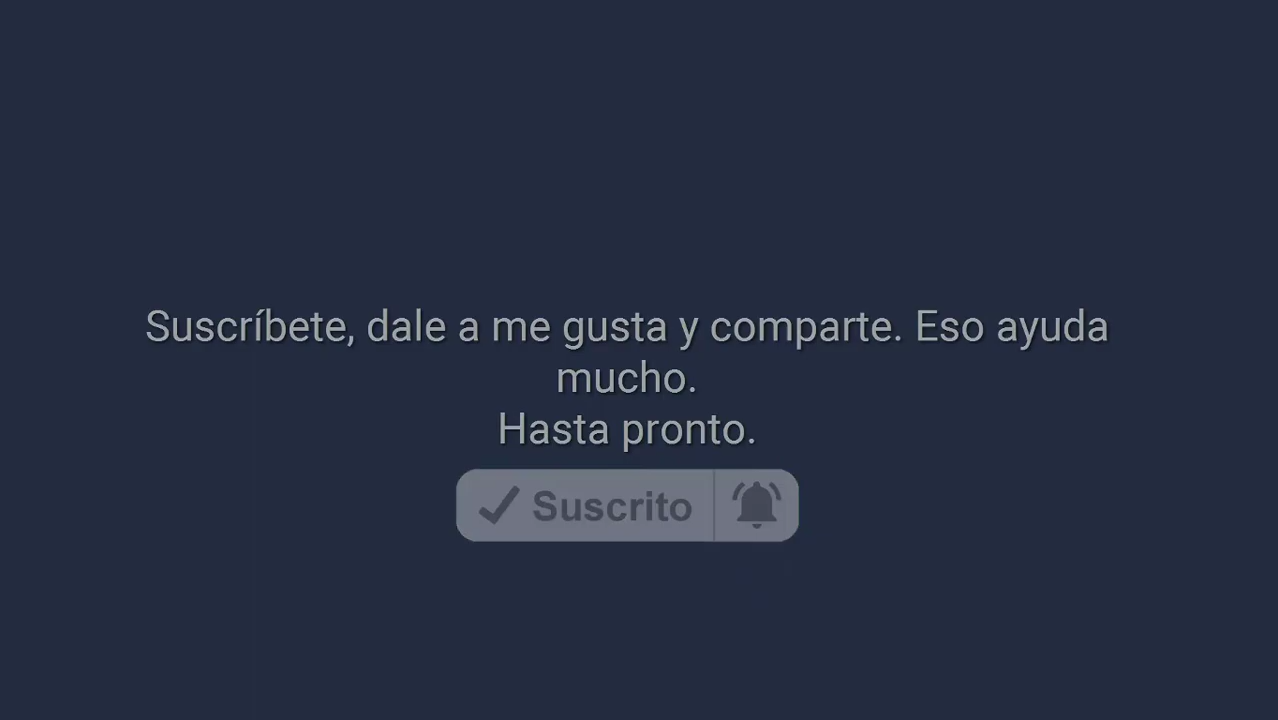 Suscríbete, dale a me gusta y comparte. Eso ayuda
mucho.
Hasta pronto.
Suscrito